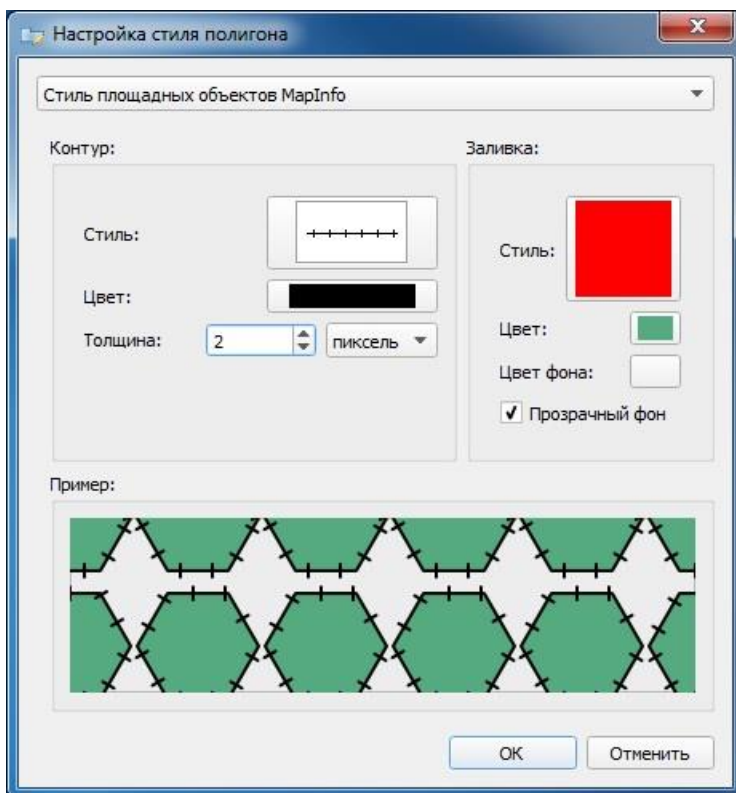 Настройка стиля полигона
Стиль площадных объектов MapInfo
Контур:
Стиль:
Цвет:
Толщина: 2 пиксель
Заливка:
Стиль:
Цвет:
Цвет фона:
Прозрачный фон
Пример:
ОК Отменить